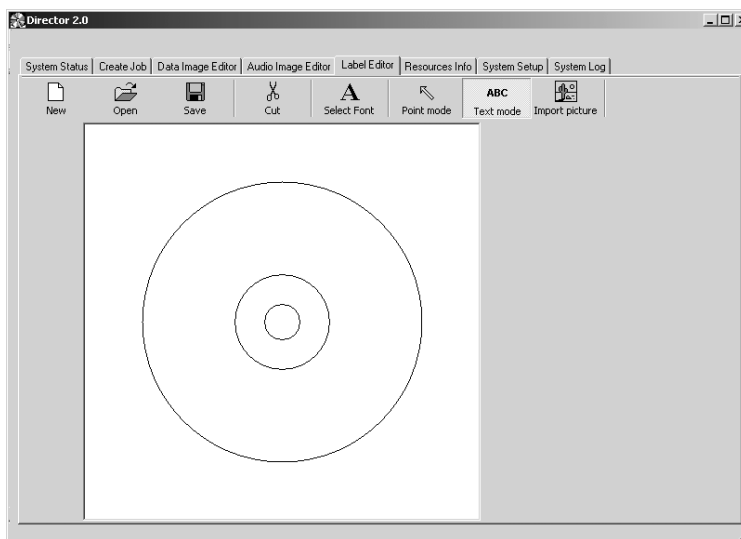 Director 2.0
System Status Create Job Data Image Editor Audio Image Editor Label Editor Resources Info System Setup System Log
A ABC
New Open Save Cut Select Font Point mode Text mode Import picture